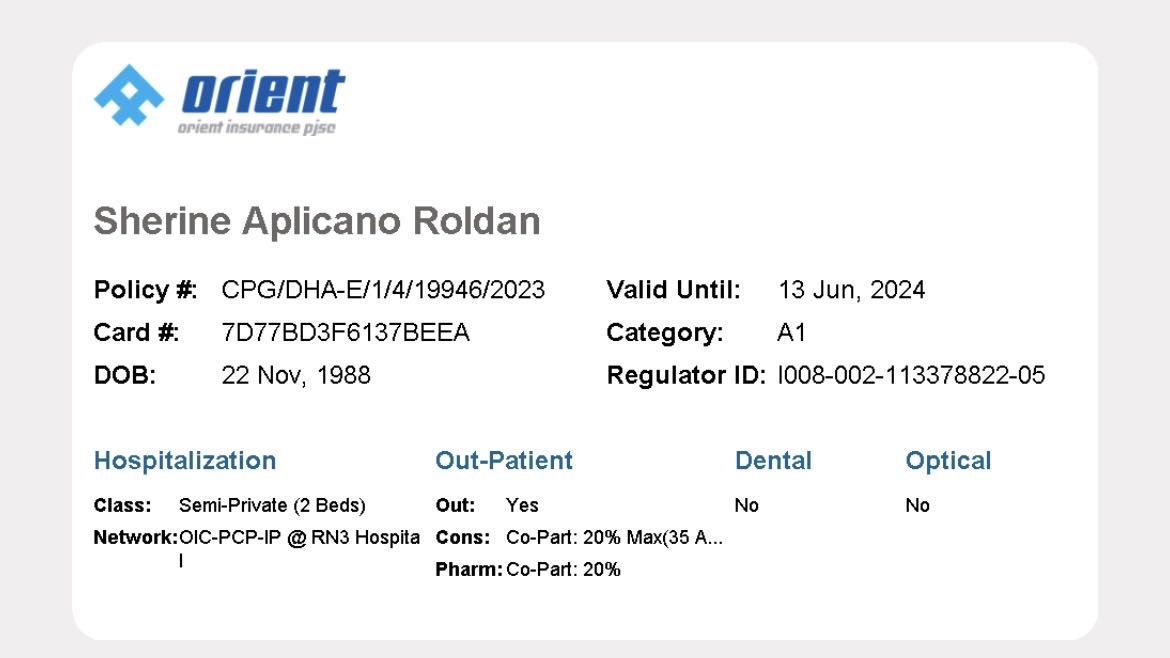 orient
orient insurance pjsc
Sherine Aplicano Roldan
Policy #: CPG/DHA-E/1/4/19946/2023 Valid Until: 13 Jun, 2024
Card #: 7D77BD3F6137BEEA Category: A1
DOB: 22 Nov, 1988 Regulator ID: I008-002-113378822-05
Hospitalization Out-Patient Dental Optical
Class: Semi-Private (2 Beds) Out: Yes No No
Network: OIC-PCP-IP @ RN3 Hospita Cons: Co-Part: 20% Max(35 A...
l
Pharm: Co-Part: 20%